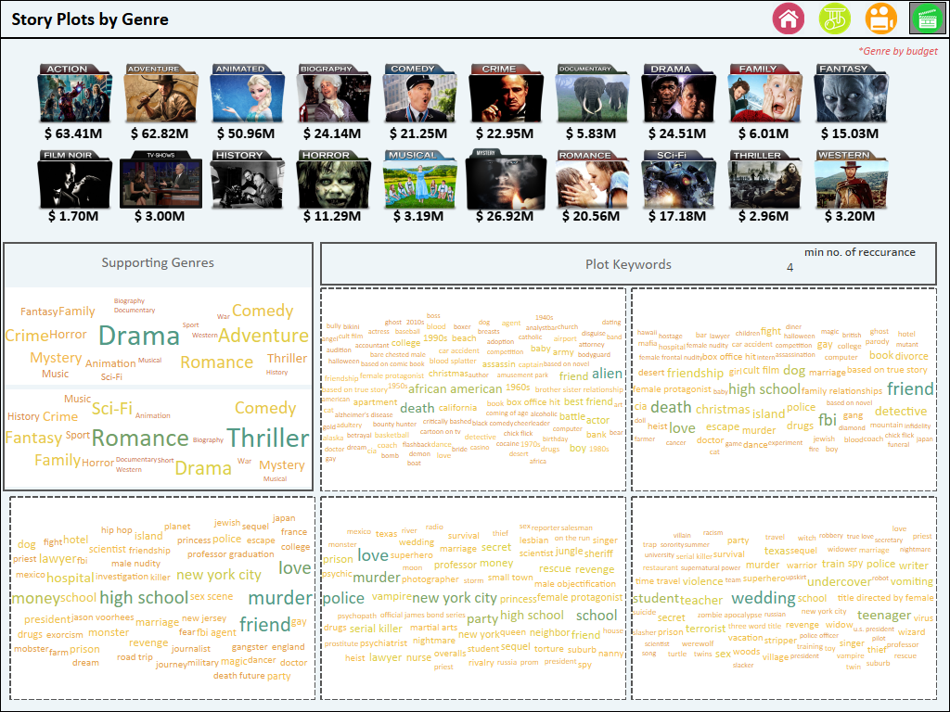 Story Plots by Genre
*Genre by budget
ACTION ADVENTURE ANIMATED BIOGRAPHY COMEDY CRIME DOCUMENTARY DRAMA FAMILY FANTASY
$ 63.41M $ 62.82M $ 50.96M $ 24.14M $ 21.25M $ 22.95M $ 5.83M $ 24.51M $ 6.01M $ 15.03M
FILM NOIR TV-SHOWS HISTORY HORROR MUSICAL MYSTERY ROMANCE SCI-FI THRILLER WESTERN
$ 1.70M $ 3.00M $ 11.29M $ 3.19M $ 26.92M $ 20.56M $ 17.18M $ 2.96M $ 3.20M
Supporting Genres
Plot Keywords
min no. of reccurance
4
Biography
Fantasy Family Documentary War Comedy
Crime Horror Drama Sport Western Adventure
Mystery Animation Musical Romance Thriller
Music Sci-Fi History
Music
History Crime Sci-Fi Animation Comedy
Fantasy Sport Romance Biography Thriller
Family Horror Documentary Short Western Drama War Mystery
Musical
boss 1940s
bully bikini ghost 2010s blood boxer dog agent analyst bar church dating
cult film actress baseball 1990s beach catholic airport disguise band
accountant college adoption attorney
audition car accident competition baby army bodyguard
halloween bare chested male blood splatter assassin captain based on novel
based on comic book christmas author friend alien
friendship female protagonist amusement park artist
based on true story 1950s african american 1960s brother sister relationship
apartment death california book box office hit best friend art
cat alzheimer's disease coming of age alcoholic battle actor
adultery bounty hunter critically bashed black comedy cheerleader
cartoon on tv computer bank bear
alaska betrayal basketball detective chick flick birthday
doctor dream cia coach flashback dance bride casino cocaine 1970s drugs boy 1980s
gay bomb demon love desert
boat africa
hawaii hostage bar lawyer children fight diner magic british ghost hotel
mafia halloween car accident gay college parody mutant
hospital female nudity cancer competition
female frontal nudity box office hit intern assassination computer book divorce
desert friendship girl cult film dog marriage based on true story
female protagonist baby high school family relationships friend
cia death christmas island police based on novel
doll fbi gang detective
heist love escape murder drugs diamond mountain infidelity
farmer doctor experiment jewish blood coach chick flick
cancer game dance funeral japan
cat fire boy
hip hop planet jewish sequel japan
dog fight hotel island france
scientist friendship princess police escape college
priest lawyer fbi professor graduation
male nudity
mexico hospital investigation killer new york city love
money school high school sex scene murder
president jason voorhees marriage new jersey friend gay
drugs exorcism monster fear fbi agent
mobster farm revenge journalist gangster england
prison road trip magic dancer doctor
dream journey military death future party
mexico texas river radio sex reporter salesman
monster wedding survival thief lesbian on the run singer
prison love superhero marriage secret scientist jungle sheriff
psychic moon professor money rescue revenge
murder photographer storm small town male objectification
police vampire new york city princess female protagonist
psychopath official james bond series party high school school
drugs serial killer martial arts
prostitute psychiatrist nightmare new york queen neighbor friend house
heist lawyer nurse overalls student sequel torture suburb nanny
priest rivalry russia prom president spy
villain racism love
trap sorority summer party travel witch robbery true love secretary priest
university serial killer survival texas sequel widower marriage nightmare
restaurant supernatural power murder warrior train spy police writer
time travel violence team superhero undercover robot vomiting
student teacher wedding school title directed by female
suicide zombie apocalypse russian new york city teenager
secret three word title revenge widow u.s. president virus
slasher prison terrorist vacation police officer pilot wizard
scientist werewolf stripper training toy singer thief professor
song turtle twins sex woods village president vampire rescue
slacker twin suburb